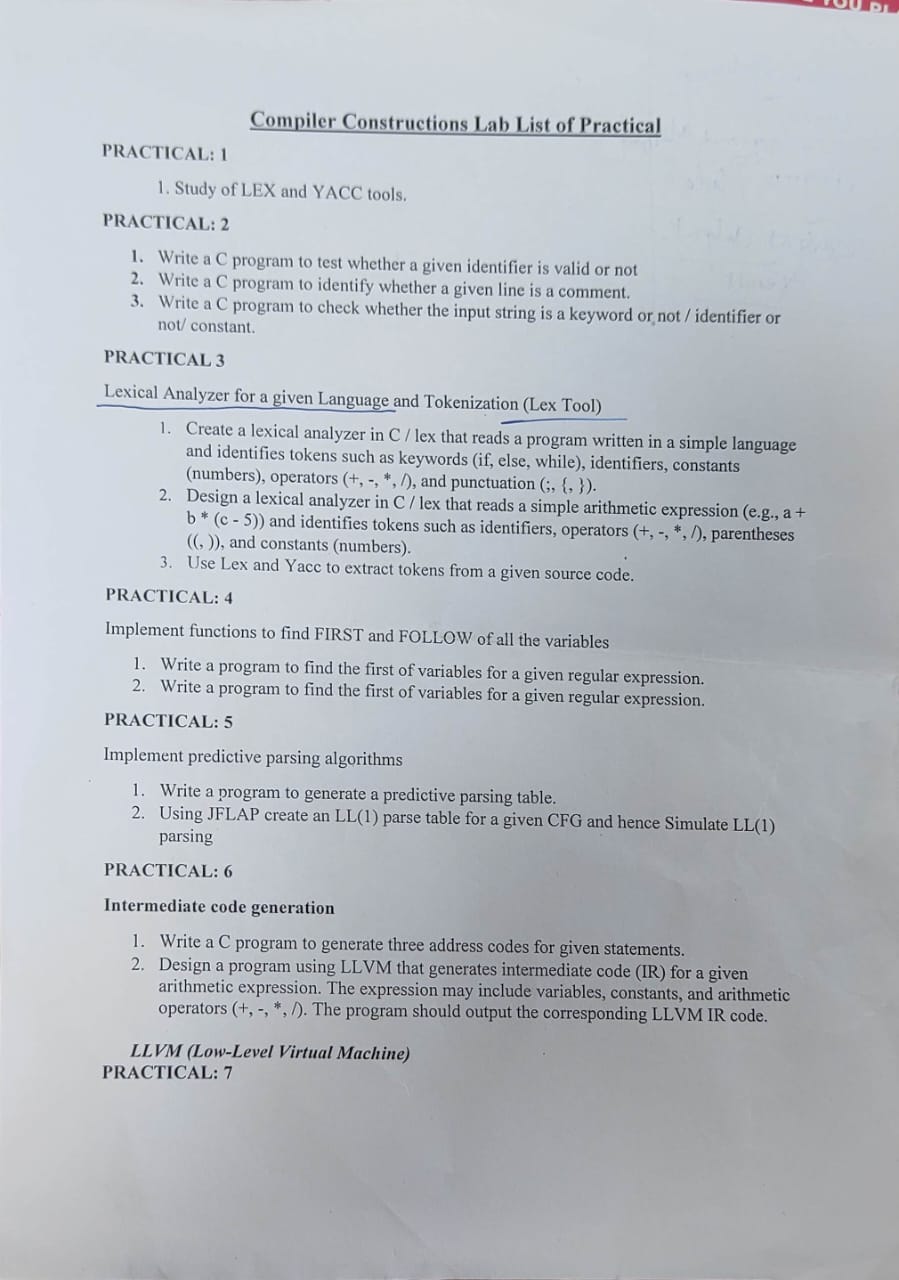 YOU
Compiler Constructions Lab List of Practical
PRACTICAL: 1
1. Study of LEX and YACC tools.
PRACTICAL: 2
1. Write a C program to test whether a given identifier is valid or not
2. Write a C program to identify whether a given line is a comment.
3. Write a C program to check whether the input string is a keyword or not / identifier or
not/ constant.
PRACTICAL 3
Lexical Analyzer for a given Language and Tokenization (Lex Tool)
1. Create a lexical analyzer in C / lex that reads a program written in a simple language
and identifies tokens such as keywords (if, else, while), identifiers, constants
(numbers), operators (+, -, *, /), and punctuation (;, {, }).
2. Design a lexical analyzer in C / lex that reads a simple arithmetic expression (e.g., a +
b * (c - 5)) and identifies tokens such as identifiers, operators (+, -, *, /), parentheses
((, )), and constants (numbers).
3. Use Lex and Yacc to extract tokens from a given source code.
PRACTICAL: 4
Implement functions to find FIRST and FOLLOW of all the variables
1. Write a program to find the first of variables for a given regular expression.
2. Write a program to find the first of variables for a given regular expression.
PRACTICAL: 5
Implement predictive parsing algorithms
1. Write a program to generate a predictive parsing table.
2. Using JFLAP create an LL(1) parse table for a given CFG and hence Simulate LL(1)
parsing
PRACTICAL: 6
Intermediate code generation
1. Write a C program to generate three address codes for given statements.
2. Design a program using LLVM that generates intermediate code (IR) for a given
arithmetic expression. The expression may include variables, constants, and arithmetic
operators (+, -, *, /). The program should output the corresponding LLVM IR code.
LLVM (Low-Level Virtual Machine)
PRACTICAL: 7